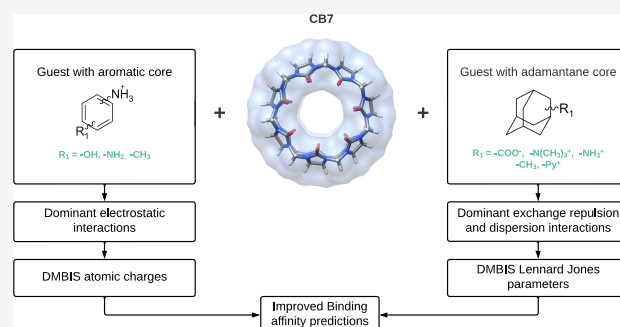 CB7
Guest with aromatic core
+
NH₃
R₁
R₁ = -OH, -NH₂, -CH₃
+
+
Guest with adamantane core
R₁
R₁ = -COO⁻, -N(CH₃)₃⁺, -NH₃⁺
-CH₃, -Py⁺
Dominant electrostatic
interactions
Dominant exchange repulsion
and dispersion interactions
DMBIS atomic charges
DMBIS Lennard Jones
parameters
Improved Binding
affinity predictions